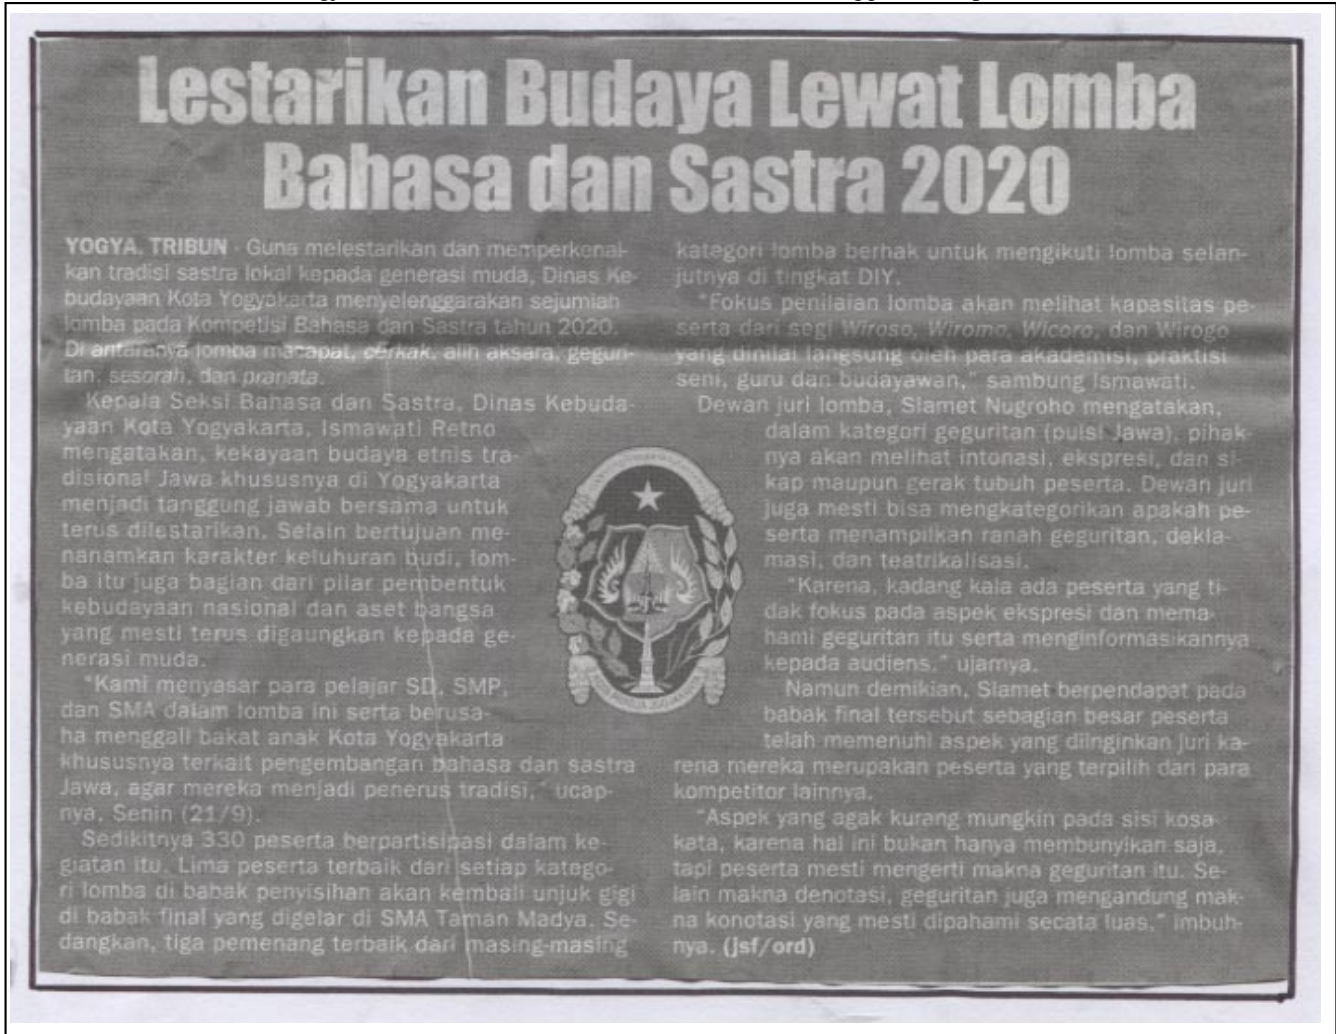 Lestarikan Budaya Lewat Lomba
Bahasa dan Sastra 2020
YOGYA, TRIBUN - Guna melestarikan dan memperkenal-
kan tradisi sastra lokal kepada generasi muda, Dinas Ke-
budayaan Kota Yogyakarta menyelenggarakan sejumlah
lomba pada Kompetisi Bahasa dan Sastra tahun 2020.
Di antaranya lomba macapat, cerkak, alih aksara, geguri-
tan, sesorah, dan pranata.
Kepala Seksi Bahasa dan Sastra, Dinas Kebuda-
yaan Kota Yogyakarta, Ismawati Retno
mengatakan, kekayaan budaya etnis tra-
disional Jawa khususnya di Yogyakarta
menjadi tanggung jawab bersama untuk
terus dilestarikan. Selain bertujuan me-
nanamkan karakter keluhuran budi, lom-
ba itu juga bagian dari pilar pembentuk
kebudayaan nasional dan aset bangsa
yang mesti terus digaungkan kepada ge-
nerasi muda.
"Kami menyasar para pelajar SD, SMP,
dan SMA dalam lomba ini serta berusa-
ha menggali bakat anak Kota Yogyakarta
khususnya terkait pengembangan bahasa dan sastra
Jawa, agar mereka menjadi penerus tradisi," ucap-
nya, Senin (21/9).
Sedikitnya 330 peserta berpartisipasi dalam ke-
giatan itu. Lima peserta terbaik dari setiap katego-
ri lomba di babak penyisihan akan kembali unjuk gigi
di babak final yang digelar di SMA Taman Madya. Se-
dangkan, tiga pemenang terbaik dari masing-masing
kategori lomba berhak untuk mengikuti lomba selan-
jutnya di tingkat DIY.
"Fokus penilaian lomba akan melihat kapasitas pe-
serta dari segi Wiroso, Wiromo, Wicoro, dan Wirogo
yang dinilai langsung oleh para akademisi, praktisi
seni, guru dan budayawan," sambung Ismawati.
Dewan juri lomba, Slamet Nugroho mengatakan,
dalam kategori geguritan (puisi Jawa), pihak-
nya akan melihat intonasi, ekspresi, dan si-
kap maupun gerak tubuh peserta. Dewan juri
juga mesti bisa mengkategorikan apakah pe-
serta menampilkan ranah geguritan, dekla-
masi, dan teatrikalisasi.
"Karena, kadang kala ada peserta yang ti-
dak fokus pada aspek ekspresi dan mema-
hami geguritan itu serta menginformasikannya
kepada audiens," ujarnya.
Namun demikian, Slamet berpendapat pada
babak final tersebut sebagian besar peserta
telah memenuhi aspek yang diinginkan juri ka-
rena mereka merupakan peserta yang terpilih dari para
kompetitor lainnya.
"Aspek yang agak kurang mungkin pada sisi kosa-
kata, karena hal ini bukan hanya membunyikan saja,
tapi peserta mesti mengerti makna geguritan itu. Se-
lain makna denotasi, geguritan juga mengandung mak-
na konotasi yang mesti dipahami secata luas," imbuh-
nya. (jsf/ord)